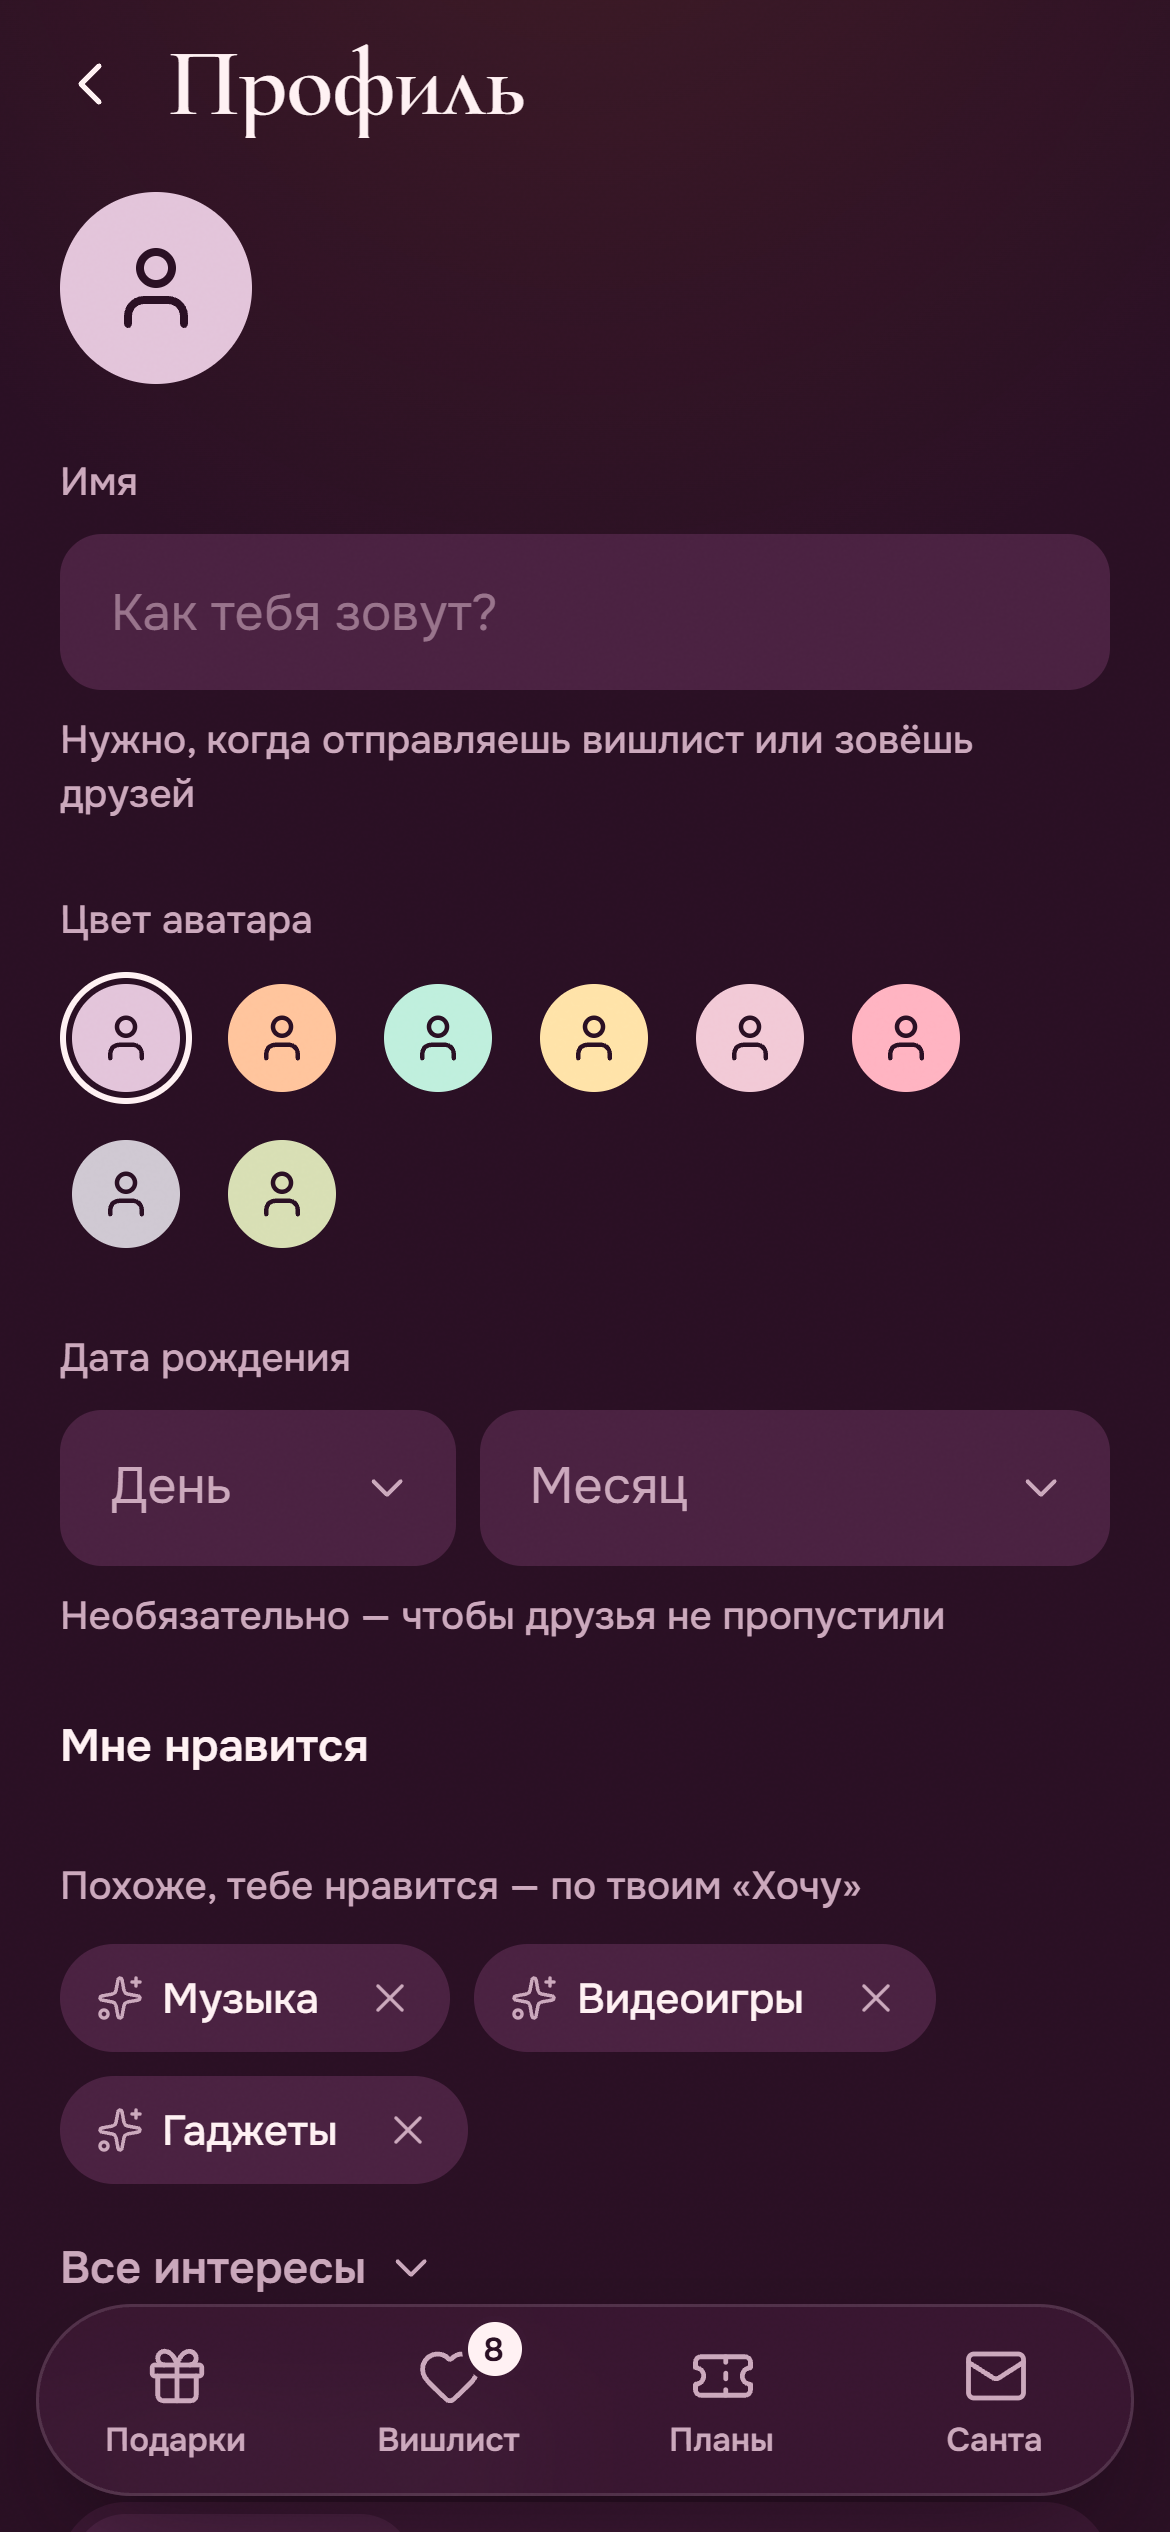 Профиль
Имя
Как тебя зовут?
Нужно, когда отправляешь вишлист или зовёшь
друзей
Цвет аватара
Дата рождения
День
Месяц
Необязательно — чтобы друзья не пропустили
Мне нравится
Похоже, тебе нравится — по твоим «Хочу»
Музыка
Видеоигры
Гаджеты
Все интересы
8
Подарки
Вишлист
Планы
Санта